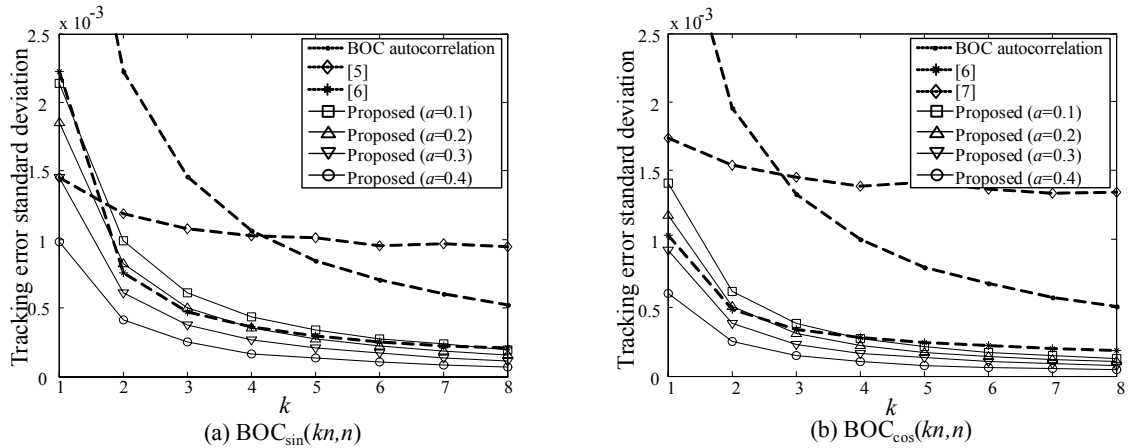 x 10⁻³
2.5
2
1.5
1
0.5
0
Tracking error standard deviation
BOC autocorrelation
[5]
[6]
Proposed (a=0.1)
Proposed (a=0.2)
Proposed (a=0.3)
Proposed (a=0.4)
1 2 3 4 5 6 7 8
k
(a) BOCsin(kn,n)
x 10⁻³
2.5
2
1.5
1
0.5
0
Tracking error standard deviation
BOC autocorrelation
[6]
[7]
Proposed (a=0.1)
Proposed (a=0.2)
Proposed (a=0.3)
Proposed (a=0.4)
1 2 3 4 5 6 7 8
k
(b) BOCcos(kn,n)